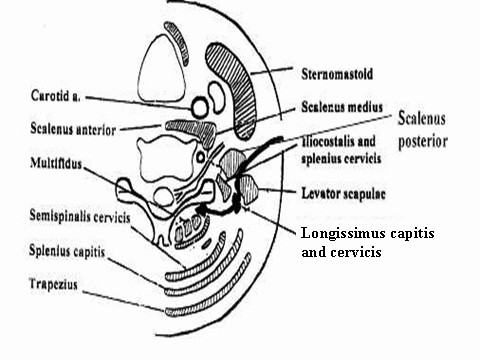 Sternomastoid
Carotid a.
Scalenus medius
Scalenus anterior
Scalenus
posterior
Iliocostalis and
splenius cervicis
Multifidus
Levator scapulae
Semispinalis cervicis
Longissimus capitis
and cervicis
Splenius capitis
Trapezius